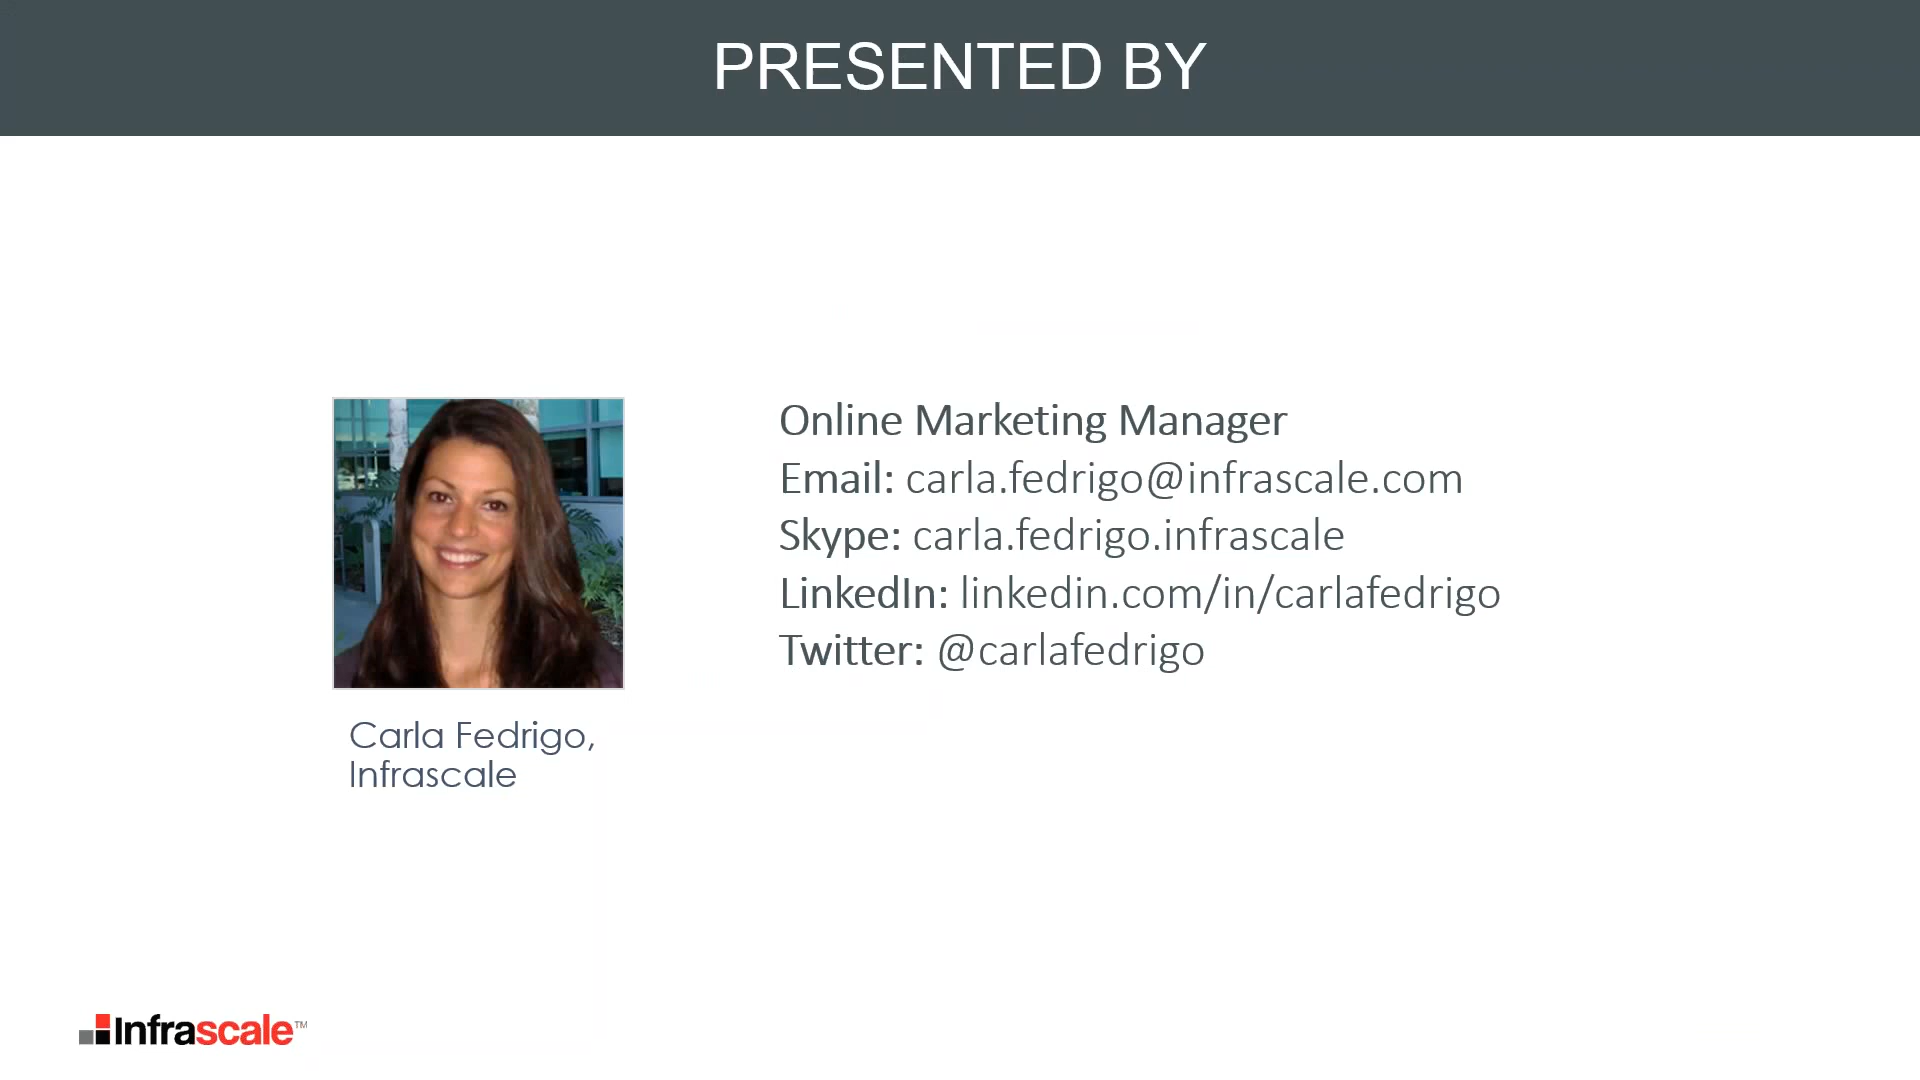 PRESENTED BY
Online Marketing Manager
Email: carla.fedrigo@infrascale.com
Skype: carla.fedrigo.infrascale
LinkedIn: linkedin.com/in/carlafedrigo
Twitter: @carlafedrigo
Carla Fedrigo,
Infrascale
Infrascale™